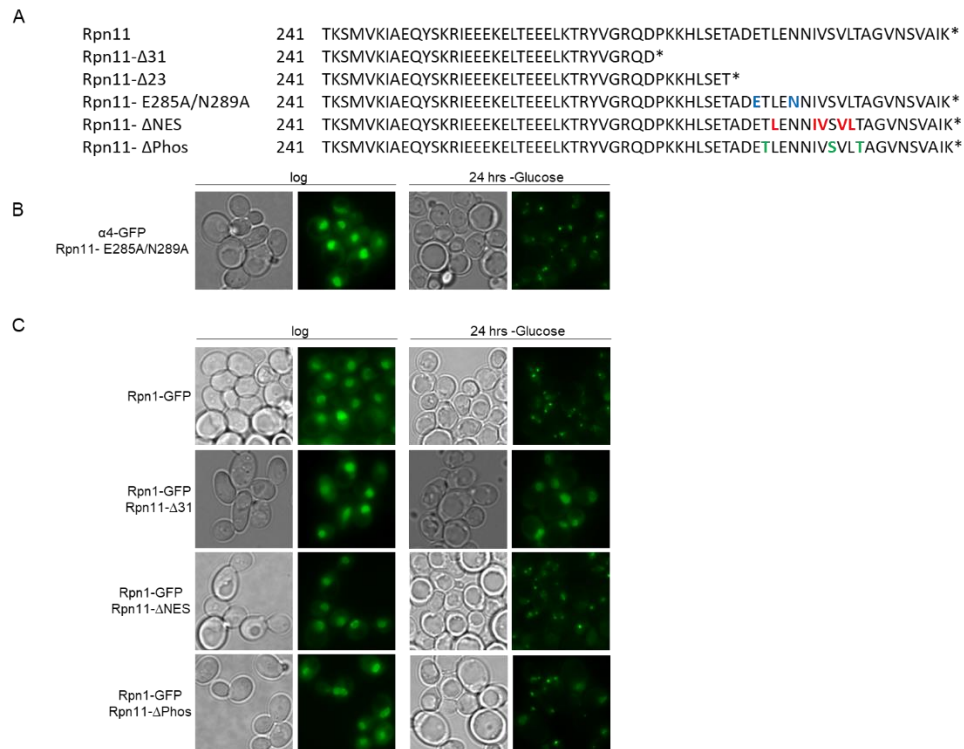 A
Rpn11 241 TKSMVKIAEQYSKRIEEEKELTEEELKTRYVGRQDPKKHLSETADETLENNIVSVLTAGVNSVAIK*
Rpn11-Δ31 241 TKSMVKIAEQYSKRIEEEKELTEEELKTRYVGRQD*
Rpn11-Δ23 241 TKSMVKIAEQYSKRIEEEKELTEEELKTRYVGRQDPKKHLSET*
Rpn11- E285A/N289A 241 TKSMVKIAEQYSKRIEEEKELTEEELKTRYVGRQDPKKHLSETADETLENNIVSVLTAGVNSVAIK*
Rpn11- ΔNES 241 TKSMVKIAEQYSKRIEEEKELTEEELKTRYVGRQDPKKHLSETADETLENNIVSVLTAGVNSVAIK*
Rpn11- ΔPhos 241 TKSMVKIAEQYSKRIEEEKELTEEELKTRYVGRQDPKKHLSETADETLENNIVSVLTAGVNSVAIK*
B
log 24 hrs -Glucose
α4-GFP
Rpn11- E285A/N289A
C
log 24 hrs -Glucose
Rpn1-GFP
Rpn1-GFP
Rpn11-Δ31
Rpn1-GFP
Rpn11-ΔNES
Rpn1-GFP
Rpn11-ΔPhos